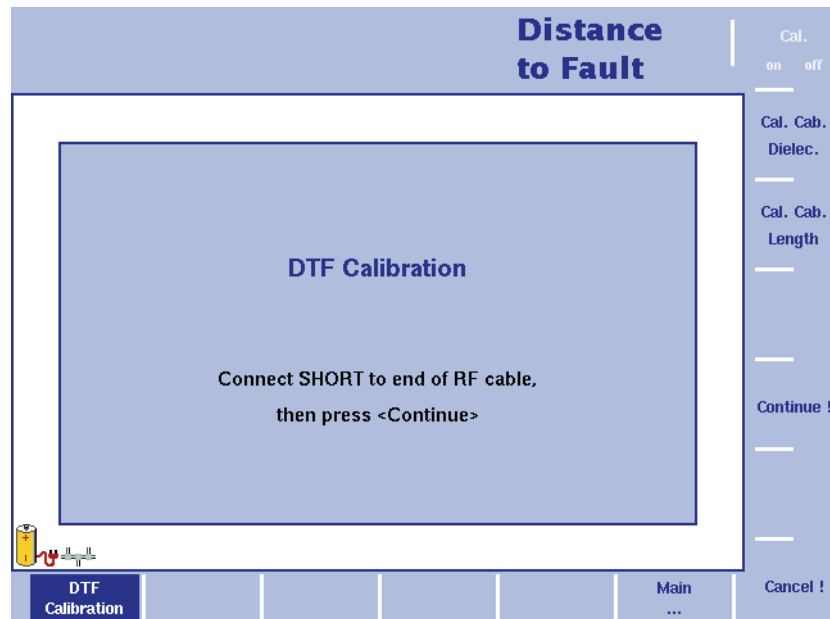 Distance
to Fault
Cal.
on off
Cal. Cab.
Dielec.
Cal. Cab.
Length
DTF Calibration
Connect SHORT to end of RF cable,
then press <Continue>
Continue !
DTF
Calibration
Main
...
Cancel !